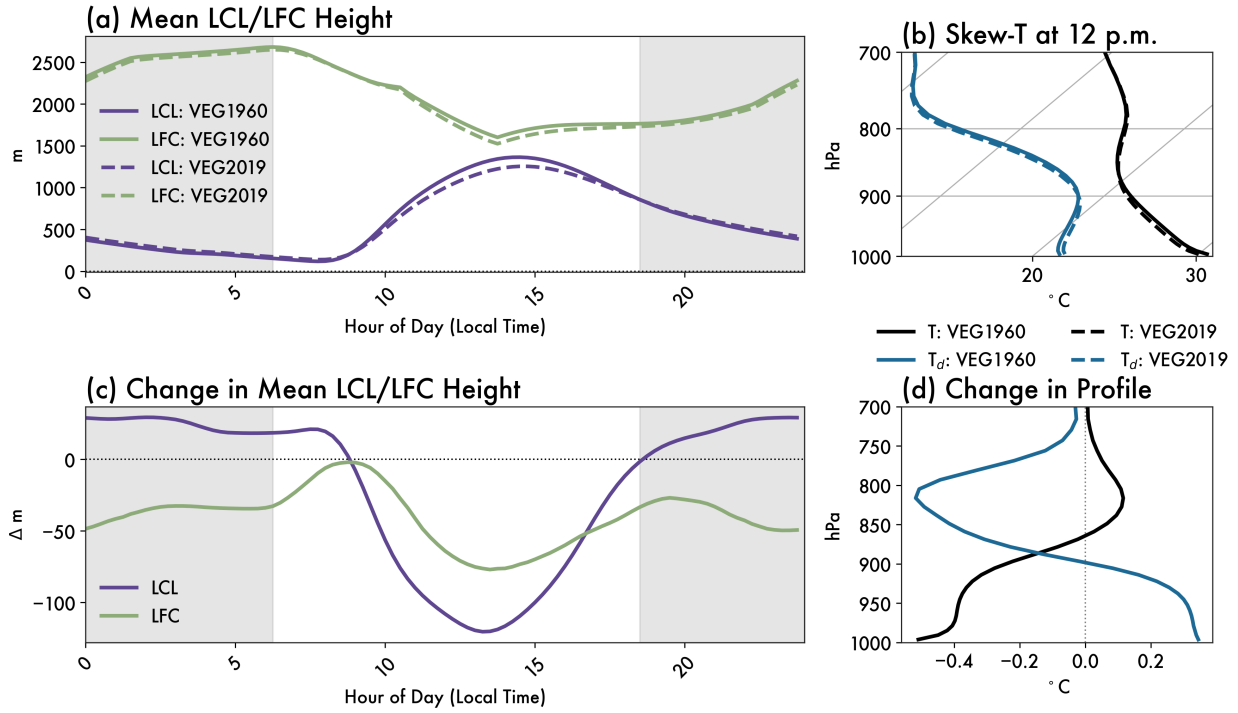 (a) Mean LCL/LFC Height
2500
2000
1500
1000
500
0
m
LCL: VEG1960
LFC: VEG1960
LCL: VEG2019
LFC: VEG2019
0
5
10
15
20
Hour of Day (Local Time)
(b) Skew-T at 12 p.m.
700
800
900
1000
hPa
20
30
°C
T: VEG1960
T: VEG2019
Td: VEG1960
Td: VEG2019
(c) Change in Mean LCL/LFC Height
0
−50
−100
Δ m
LCL
LFC
0
5
10
15
20
Hour of Day (Local Time)
(d) Change in Profile
700
750
800
850
900
950
1000
hPa
−0.4
−0.2
0.0
0.2
°C